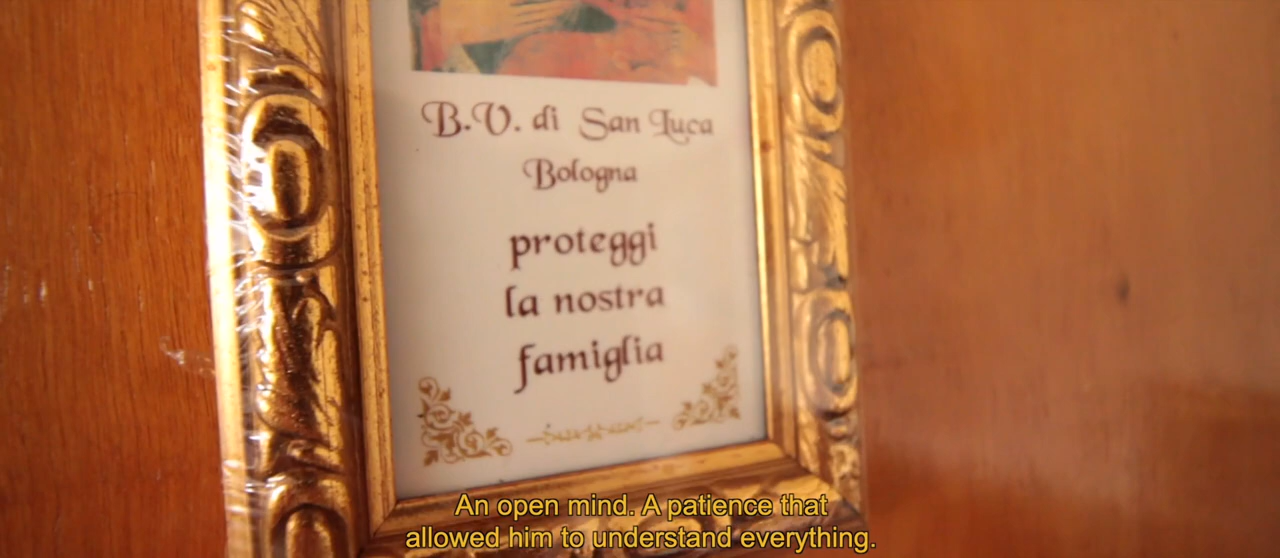 B.V. di San Luca
Bologna
proteggi
la nostra
famiglia
An open mind. A patience that
allowed him to understand everything.